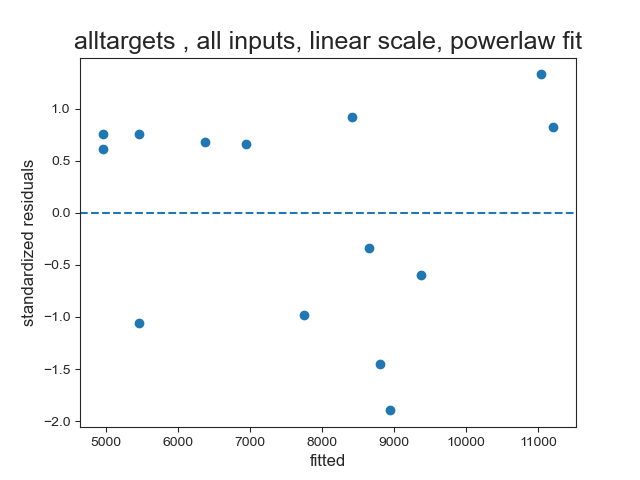 alltargets , all inputs, linear scale, powerlaw fit
1.0
0.5
0.0
−0.5
−1.0
−1.5
−2.0
standardized residuals
5000 6000 7000 8000 9000 10000 11000
fitted